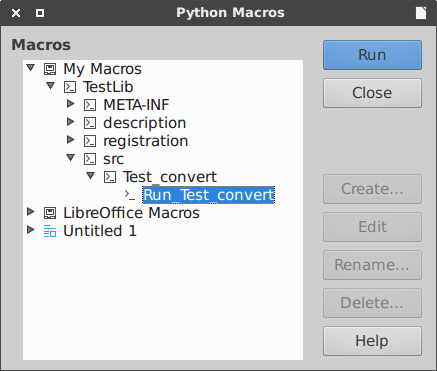 Python Macros
Macros
My Macros
TestLib
META-INF
description
registration
src
Test_convert
Run_Test_convert
LibreOffice Macros
Untitled 1
Run
Close
Create...
Edit
Rename...
Delete...
Help